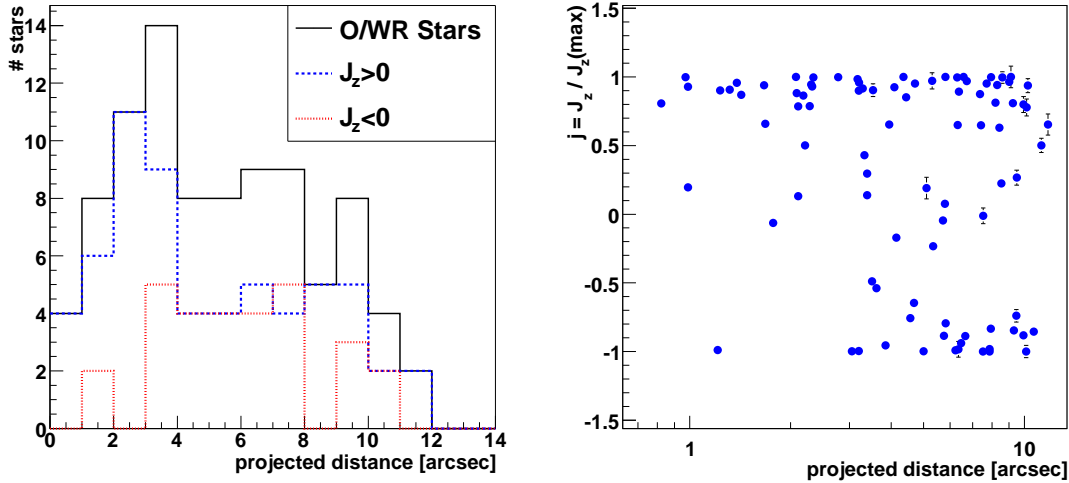 # stars
14
12
10
8
6
4
2
0
O/WR Stars
J_z>0
J_z<0
0 2 4 6 8 10 12 14
projected distance [arcsec]
j = J_z / J_z(max)
1.5
1
0.5
0
-0.5
-1
-1.5
1 10
projected distance [arcsec]